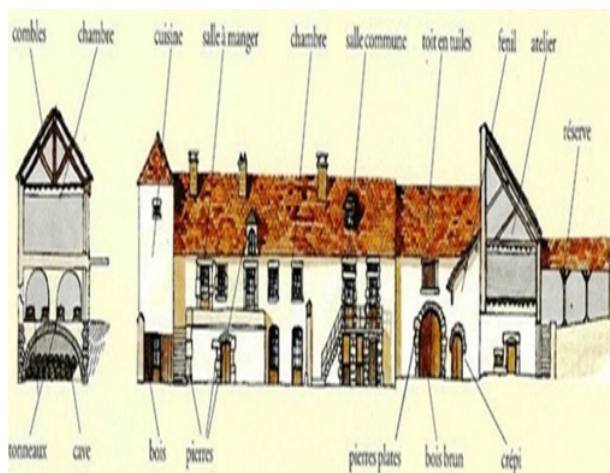 combles chambre cuisine salle à manger chambre salle commune toit en tuiles fenil atelier
réserve
tonneaux cave bois pierres pierres plates bois brun crépi